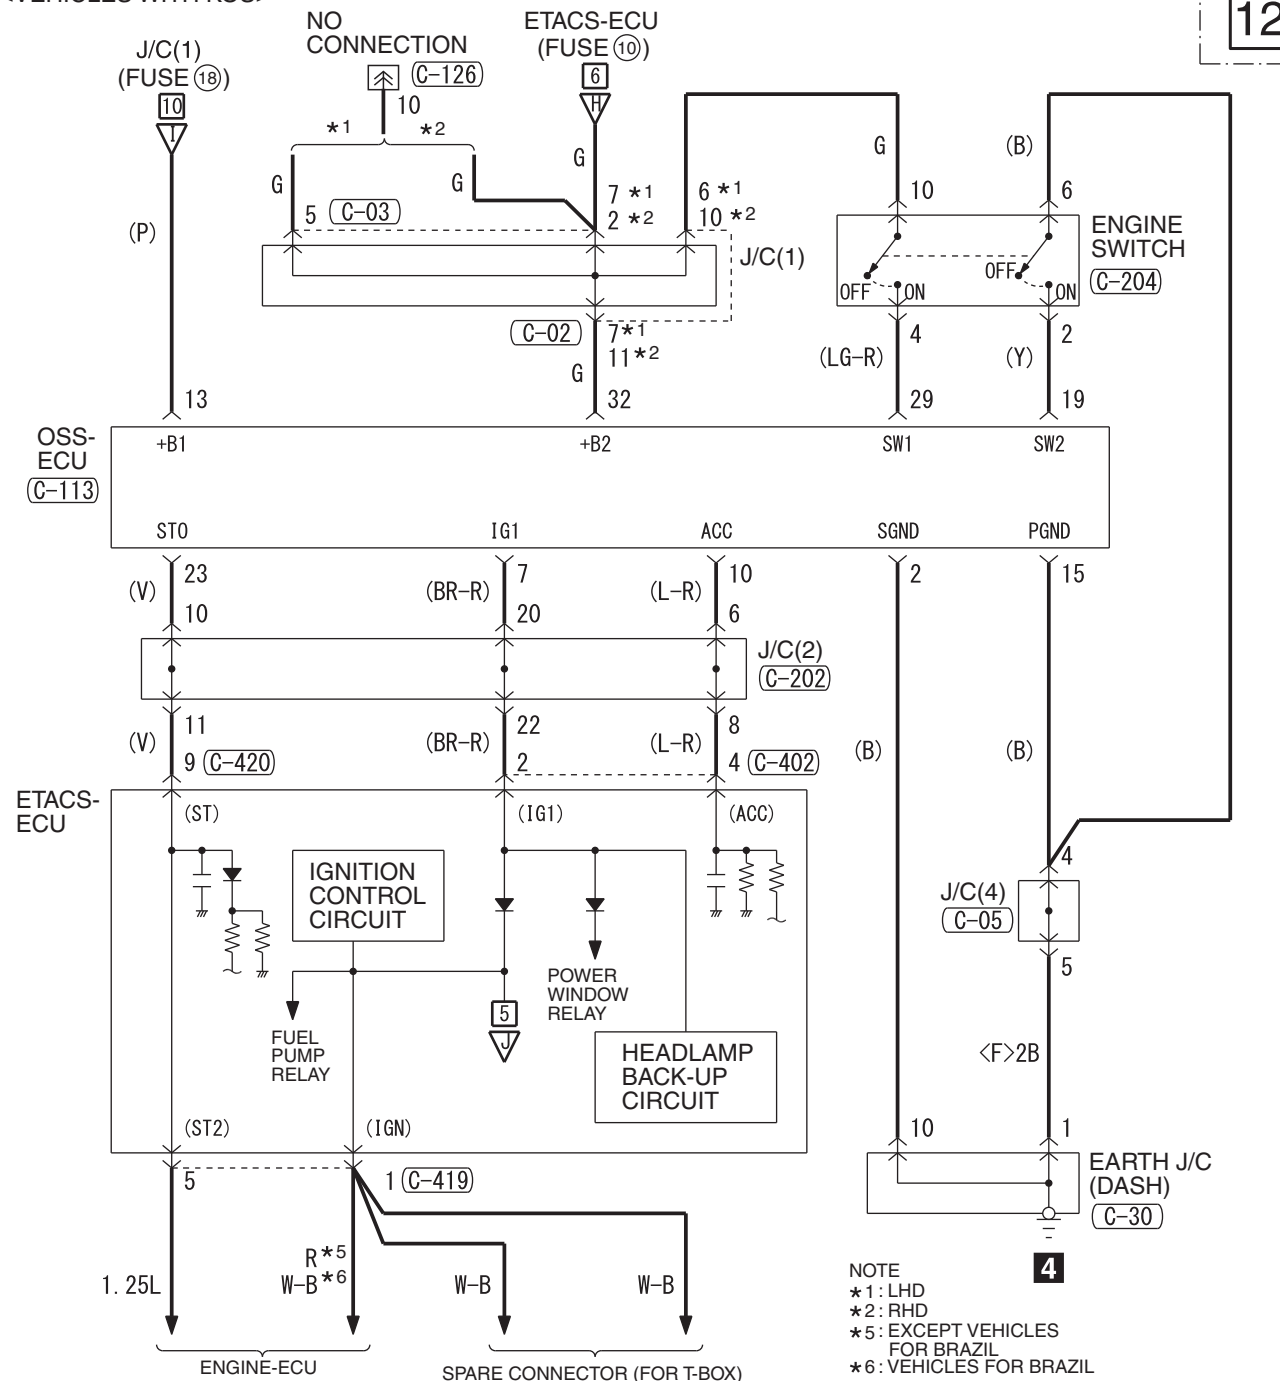 12
NO
CONNECTION
C-126
10
*1
*2
J/C(1)
(FUSE 18)
10
I
ETACS-ECU
(FUSE 10)
6
H
G
G
G
G
(B)
(P)
5
C-03
7 *1
2 *2
6 *1
10 *2
J/C(1)
10
6
ENGINE
SWITCH
C-204
OFF
ON
OFF
ON
C-02
7*1
11*2
G
4
2
(LG-R)
(Y)
13
32
29
19
OSS-
ECU
C-113
+B1
+B2
SW1
SW2
STO
IG1
ACC
SGND
PGND
23
7
10
2
15
(V)
(BR-R)
(L-R)
10
20
6
J/C(2)
C-202
11
22
8
(V)
(BR-R)
(L-R)
(B)
(B)
9
C-420
2
4
C-402
ETACS-
ECU
(ST)
(IG1)
(ACC)
IGNITION
CONTROL
CIRCUIT
FUEL
PUMP
RELAY
5
J
POWER
WINDOW
RELAY
HEADLAMP
BACK-UP
CIRCUIT
4
J/C(4)
C-05
5
<F>2B
(ST2)
(IGN)
5
1
C-419
10
1
EARTH J/C
(DASH)
C-30
4
1.25L
R*5
W-B*6
W-B
W-B
ENGINE-ECU
SPARE CONNECTOR (FOR T-BOX)
NOTE
*1: LHD
*2: RHD
*5: EXCEPT VEHICLES
FOR BRAZIL
*6: VEHICLES FOR BRAZIL